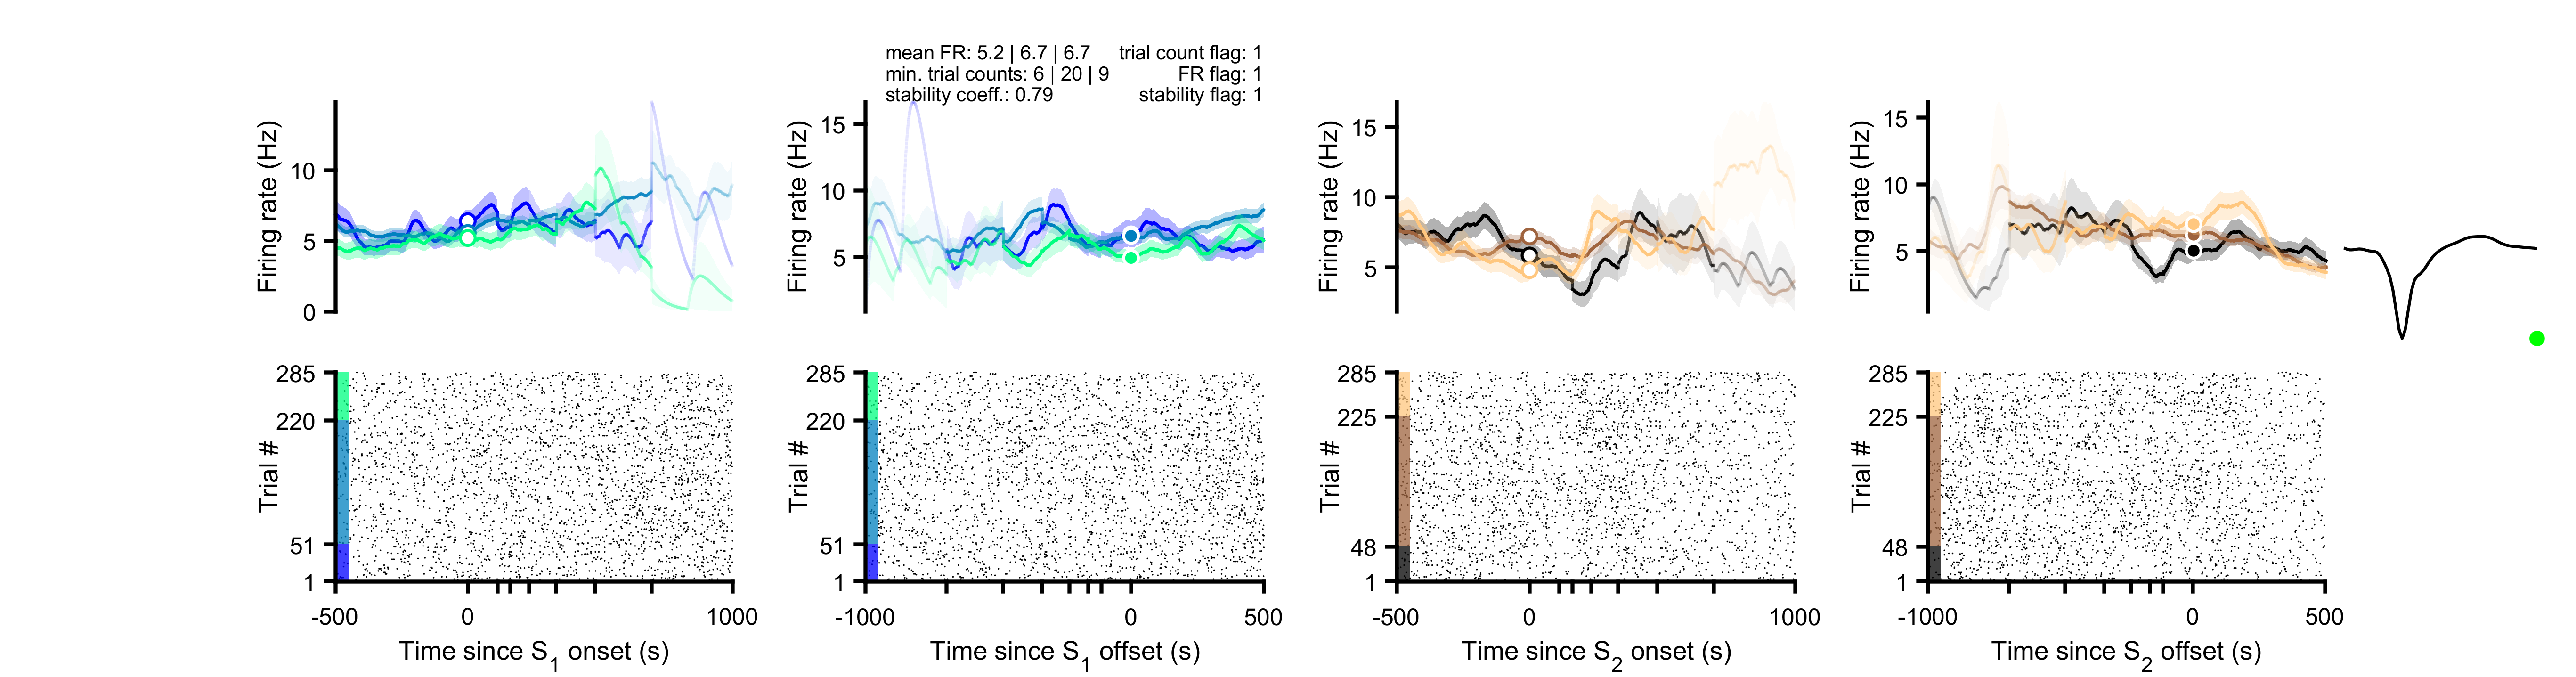 mean FR: 5.2 | 6.7 | 6.7 trial count flag: 1
min. trial counts: 6 | 20 | 9 FR flag: 1
stability coeff.: 0.79 stability flag: 1
Firing rate (Hz)
10
5
0
Firing rate (Hz)
15
10
5
Firing rate (Hz)
15
10
5
Firing rate (Hz)
15
10
5
Trial #
285
220
51
1
-500 0 1000
Time since S1 onset (s)
Trial #
285
220
51
1
-1000 0 500
Time since S1 offset (s)
Trial #
285
225
48
1
-500 0 1000
Time since S2 onset (s)
Trial #
285
225
48
1
-1000 0 500
Time since S2 offset (s)